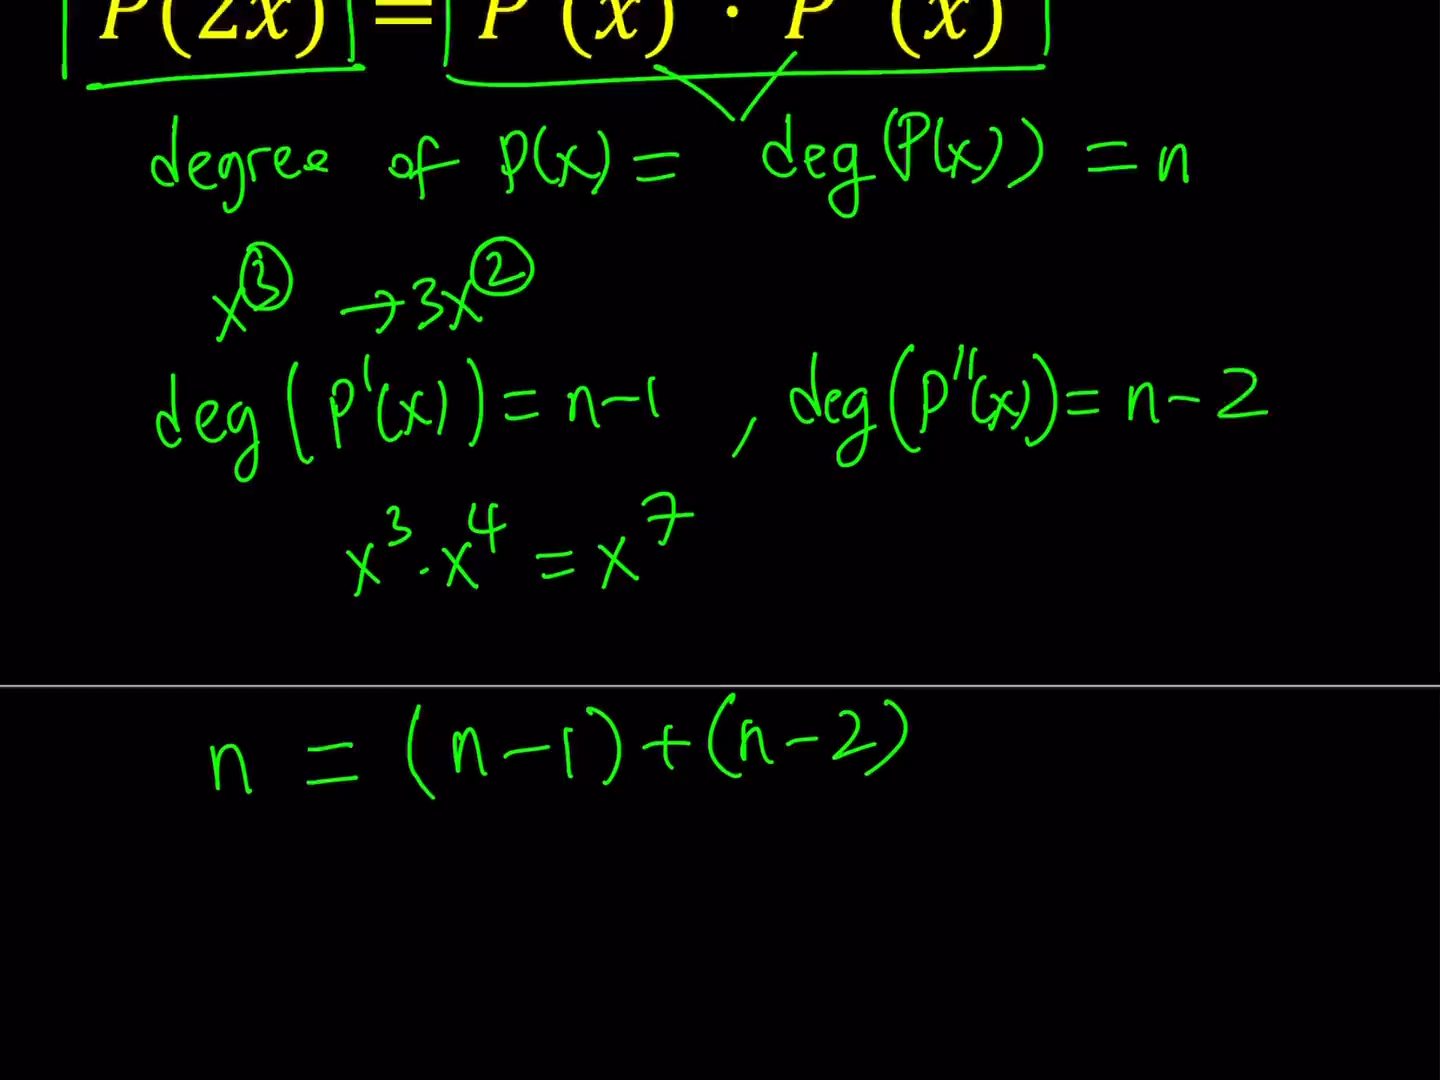 P(2x) = P (x) · P (x)
degree of P(x) = deg(P(x)) = n
x³ → 3x²
deg(P'(x)) = n-1 , deg(P''(x)) = n-2
x³ · x⁴ = x⁷
n = (n-1)+(n-2)